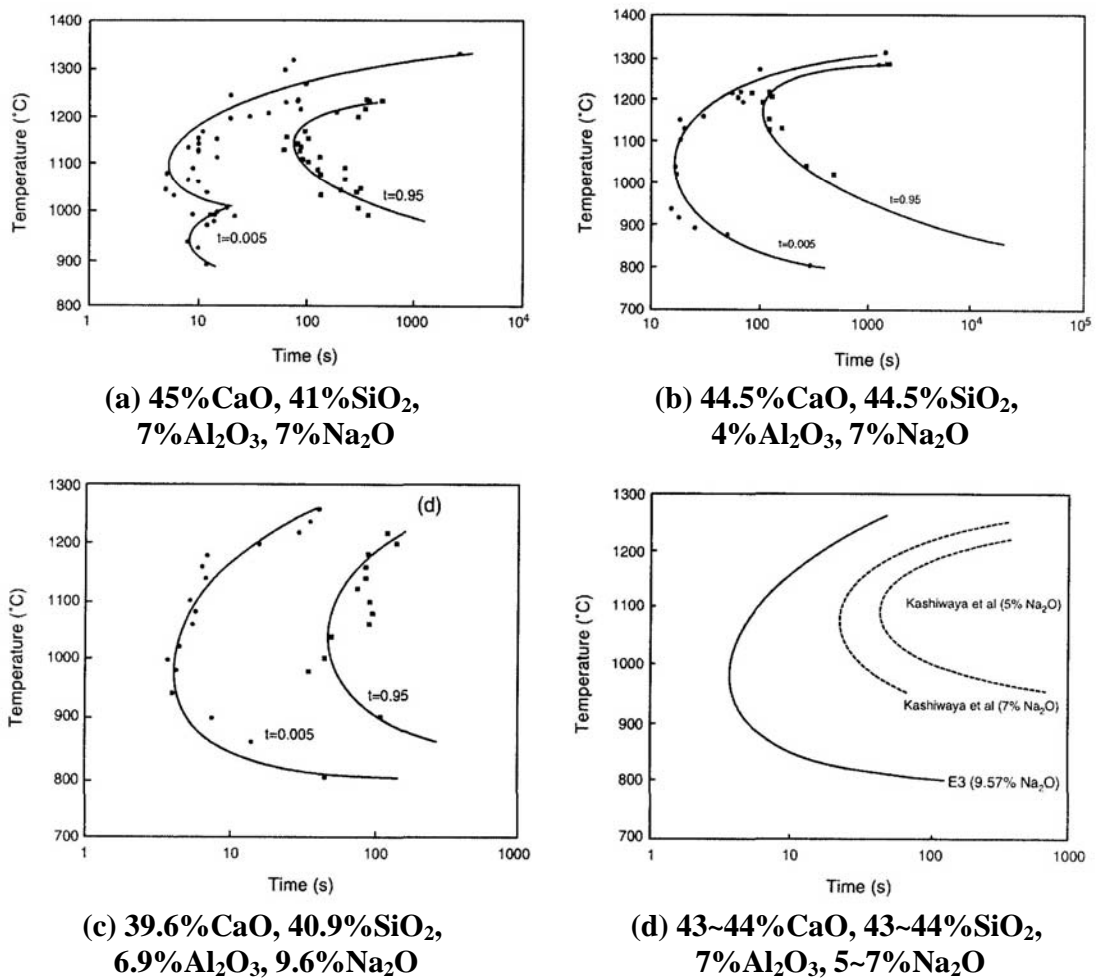 1400
1300
1200
1100
1000
900
800
Temperature (°C)
t=0.95
t=0.005
1
10
100
1000
10⁴
Time (s)
(a) 45%CaO, 41%SiO₂,
7%Al₂O₃, 7%Na₂O
1400
1300
1200
1100
1000
900
800
700
Temperature (°C)
t=0.95
t=0.005
10
100
1000
10⁴
10⁵
Time (s)
(b) 44.5%CaO, 44.5%SiO₂,
4%Al₂O₃, 7%Na₂O
1300
1200
1100
1000
900
800
700
Temperature (°C)
(d)
t=0.95
t=0.005
1
10
100
1000
Time (s)
(c) 39.6%CaO, 40.9%SiO₂,
6.9%Al₂O₃, 9.6%Na₂O
1300
1200
1100
1000
900
800
700
Temperature (°C)
Kashiwaya et al (5% Na₂O)
Kashiwaya et al (7% Na₂O)
E3 (9.57% Na₂O)
1
10
100
1000
Time (s)
(d) 43~44%CaO, 43~44%SiO₂,
7%Al₂O₃, 5~7%Na₂O